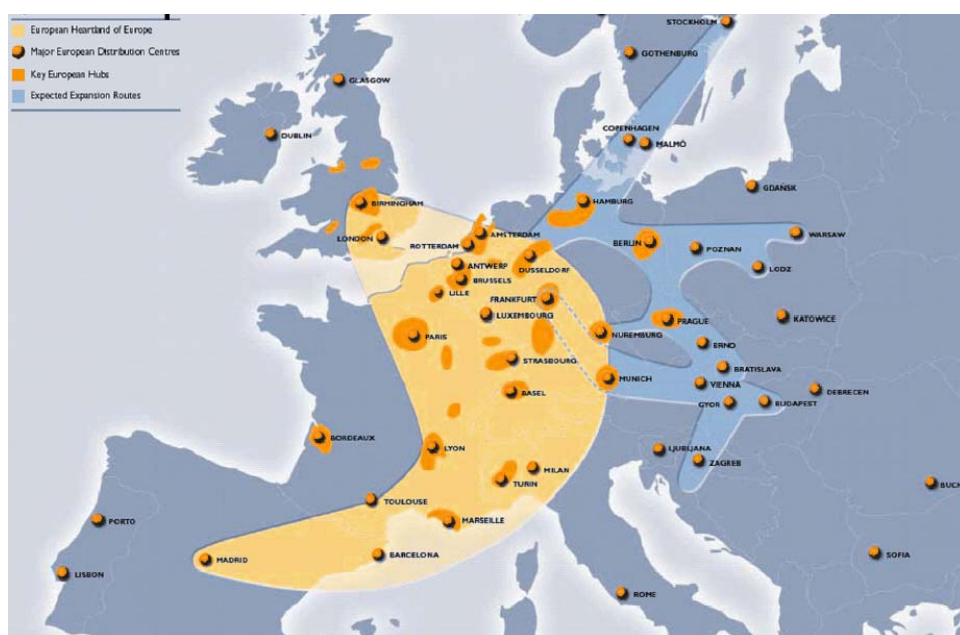 European Heartland of Europe
Major European Distribution Centres
Key European Hubs
Expected Expansion Routes
STOCKHOLM
GOTHENBURG
GLASGOW
COPENHAGEN
DUBLIN
MALMÖ
GDAŃSK
BIRMINGHAM
HAMBURG
LONDON
AMSTERDAM
WARSAW
ROTTERDAM
BERLIN
POZNAN
ANTWERP
DUSSELDORF
LODZ
BRUSSELS
LILLE
FRANKFURT
LUXEMBOURG
PRAGUE
KATOWICE
PARIS
NUREMBURG
ERNO
STRASBOURG
BRATISLAVA
MUNICH
VIENNA
BASEL
DEBRECEN
GYOR
BUDAPEST
BORDEAUX
LYON
LJUBLJANA
ZAGREB
MILAN
TURIN
BUCH
TOULOUSE
MARSEILLE
PORTO
BARCELONA
SOFIA
MADRID
LISBON
ROME